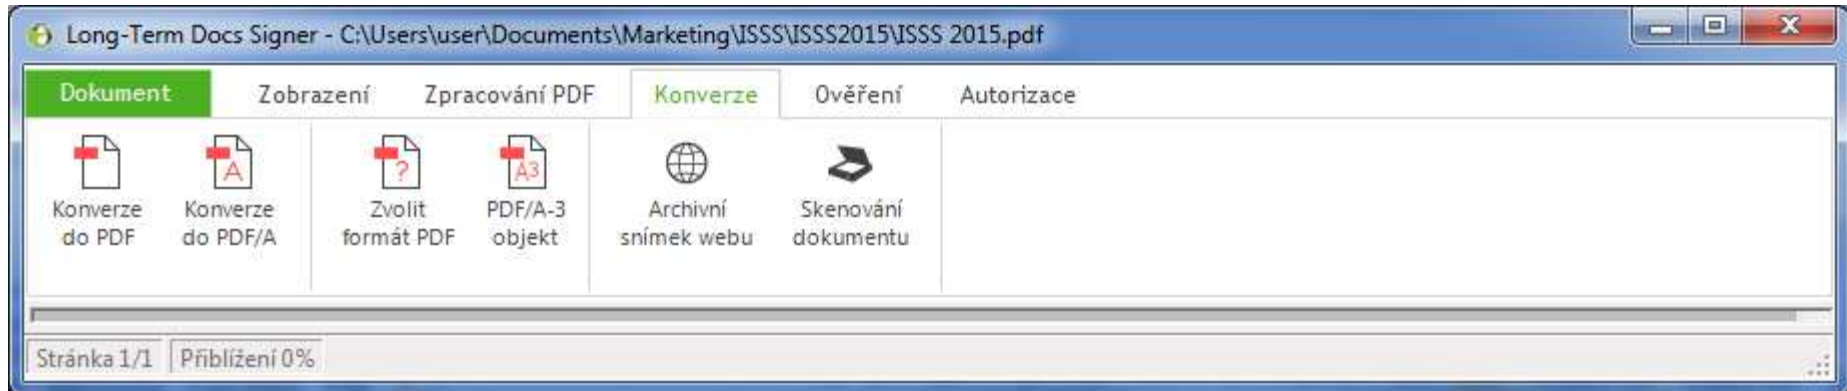 Long-Term Docs Signer - C:\Users\user\Documents\Marketing\ISSS\ISSS2015\ISSS 2015.pdf
Dokument Zobrazení Zpracování PDF Konverze Ověření Autorizace
A ? A3
Konverze Konverze Zvolit PDF/A-3 Archivní Skenování
do PDF do PDF/A formát PDF objekt snímek webu dokumentu
Stránka 1/1 Přiblížení 0%